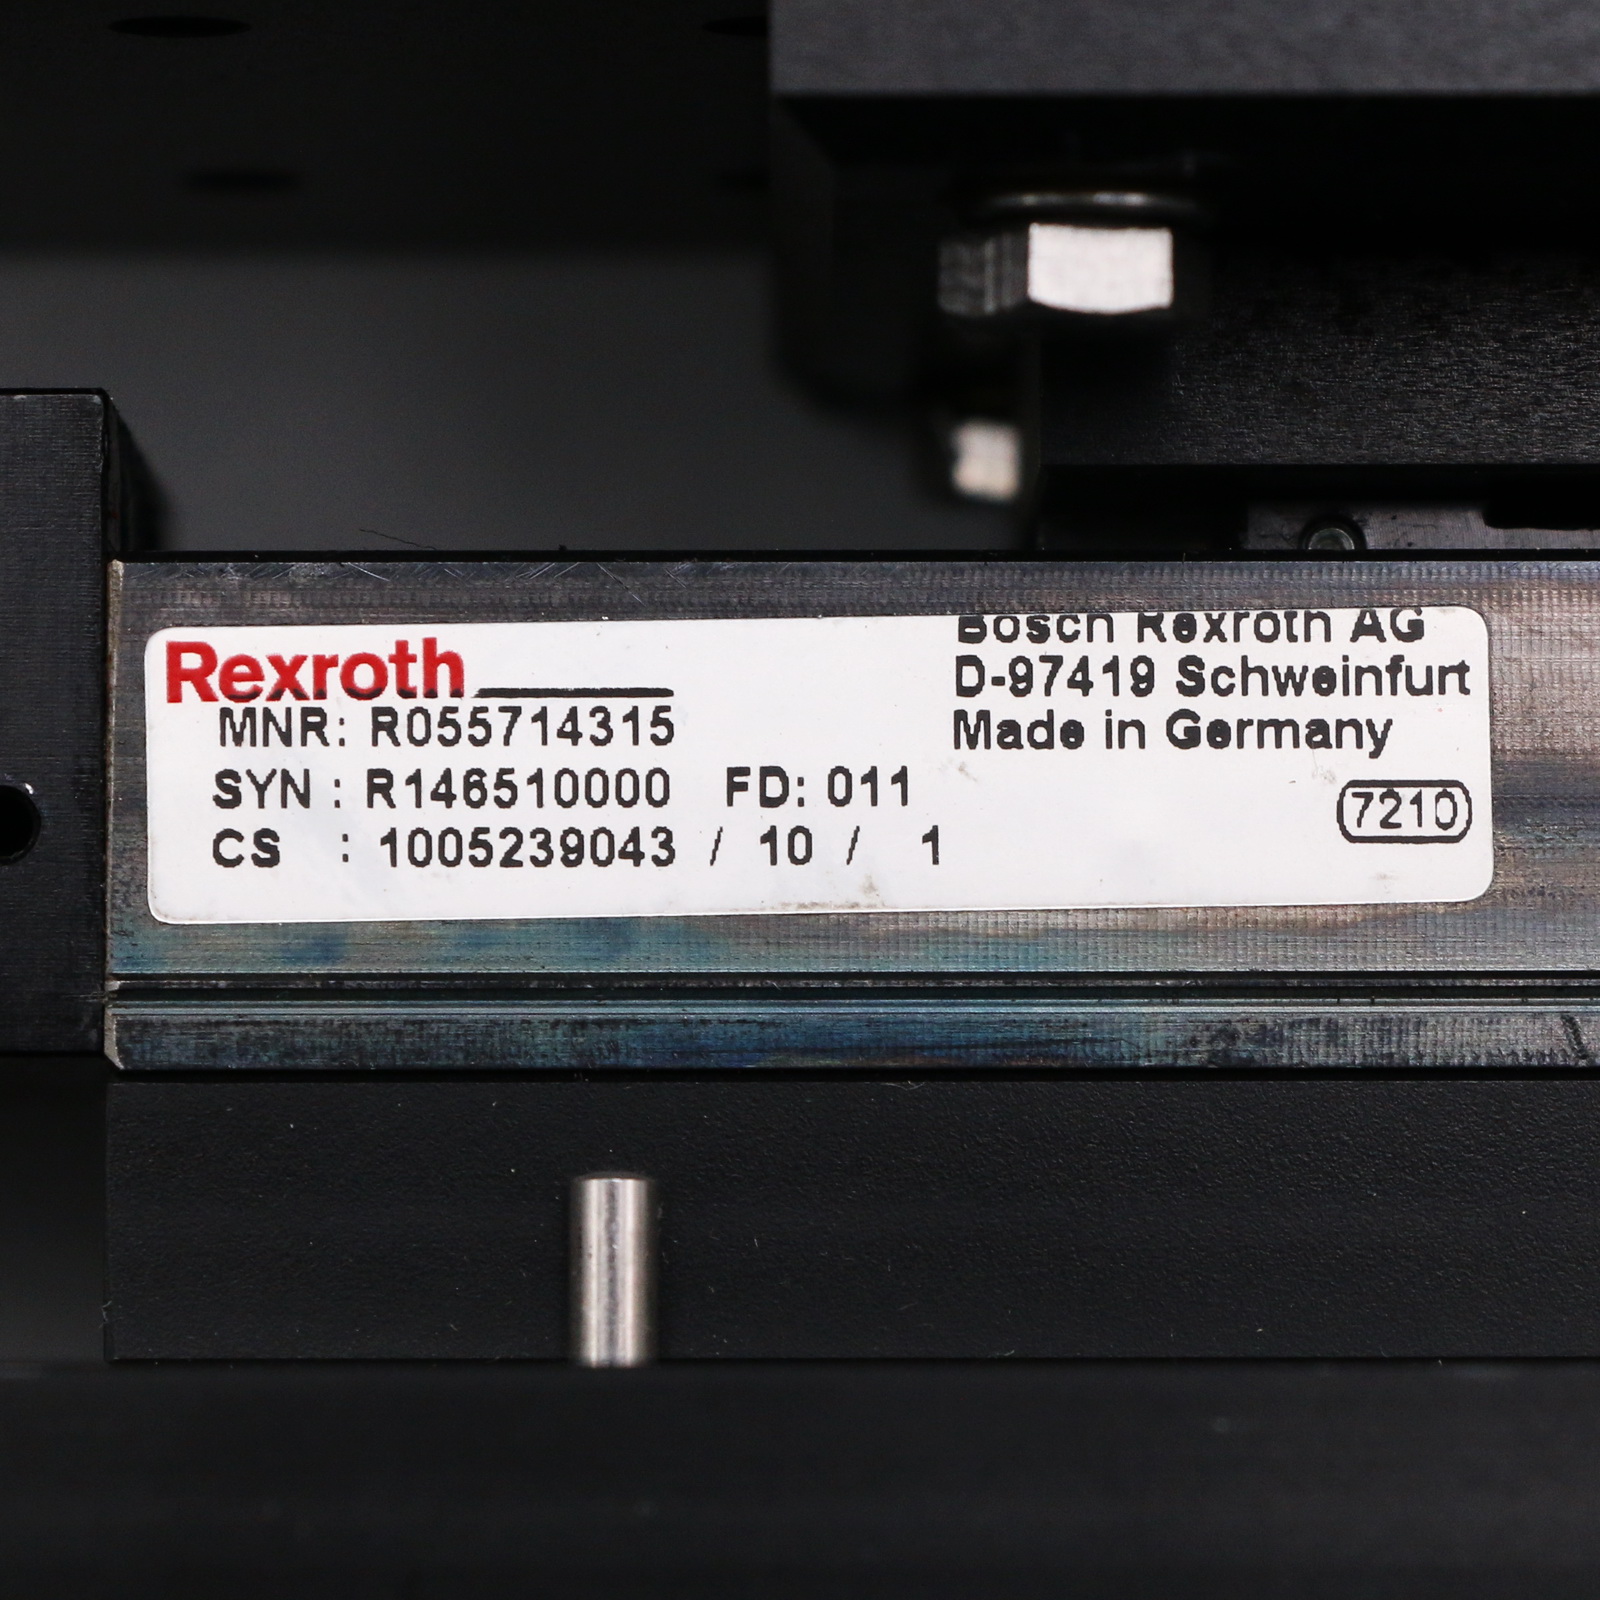 Rexroth
MNR: R055714315
SYN : R146510000 FD: 011
CS : 1005239043 / 10 / 1
Bosch Rexroth AG
D-97419 Schweinfurt
Made in Germany
7210